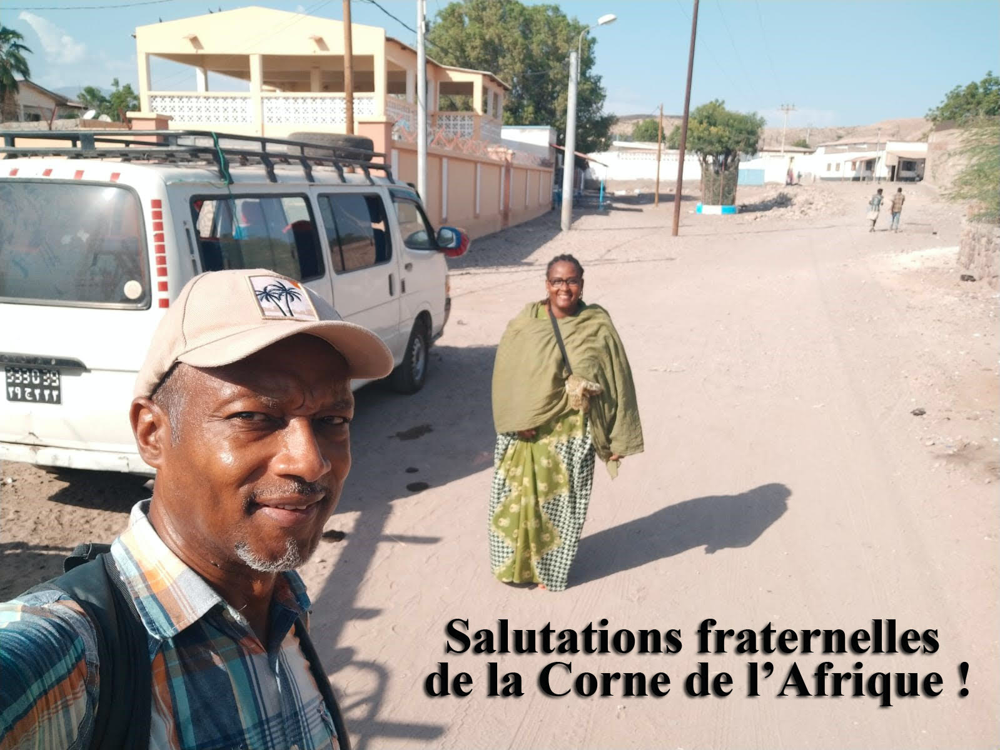 Salutations fraternelles
de la Corne de l’Afrique !